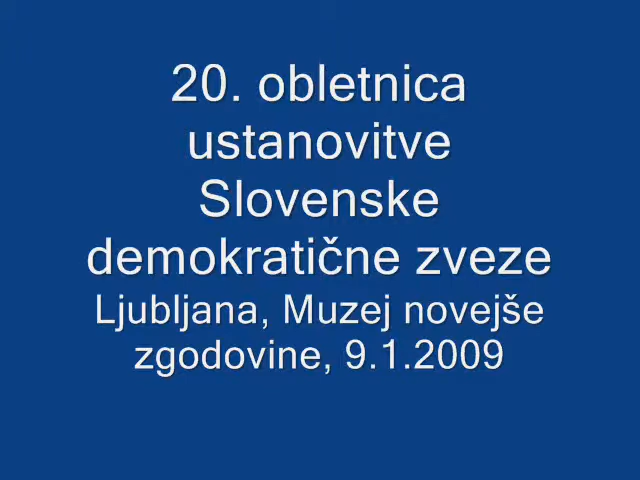 20. obletnica
ustanovitve
Slovenske
demokratične zveze
Ljubljana, Muzej novejše
zgodovine, 9.1.2009